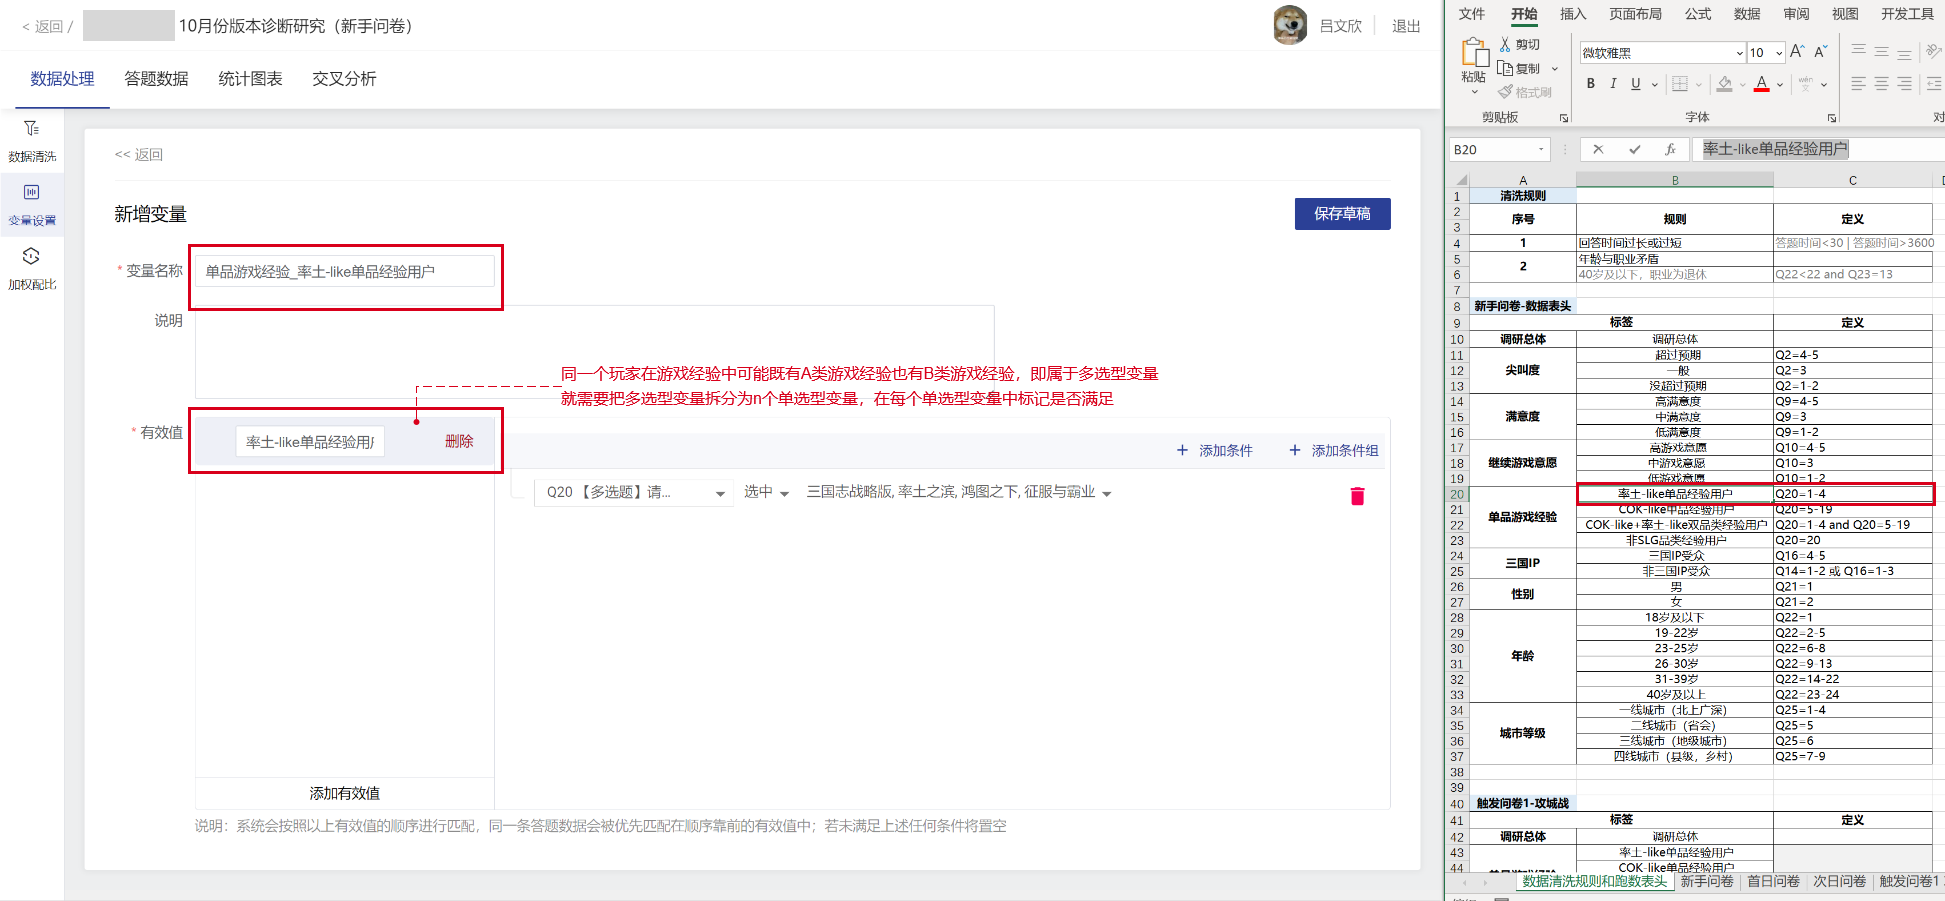 < 返回 / 10月份版本诊断研究（新手问卷）
吕文欣 退出
数据处理 答题数据 统计图表 交叉分析
数据清洗
变量设置
加权配比
<< 返回
新增变量
保存草稿
* 变量名称 单品游戏经验_率土-like单品经验用户
说明
同一个玩家在游戏经验中可能既有A类游戏经验也有B类游戏经验，即属于多选型变量
就需要把多选型变量拆分为n个单选型变量，在每个单选型变量中标记是否满足
* 有效值 率土-like单品经验用户 删除
+ 添加条件 + 添加条件组
Q20 【多选题】请... 选中 三国志战略版, 率土之滨, 鸿图之下, 征服与霸业
添加有效值
说明：系统会按照以上有效值的顺序进行匹配，同一条答题数据会被优先匹配在顺序靠前的有效值中；若未满足上述任何条件将置空
文件 开始 插入 页面布局 公式 数据 审阅 视图 开发工具
粘贴 剪切 复制 格式刷
微软雅黑 10 A A
B I U A wén 文
剪贴板 字体 对
B20 fx 率土-like单品经验用户
A B C
1 清洗规则
2
3 序号 规则 定义
4 1 回答时间过长或过短 答题时间<30 | 答题时间>3600
5 2 年龄与职业矛盾
6 40岁及以下，职业为退休 Q22<22 and Q23=13
7
8 新手问卷-数据表头
9 标签 定义
10 调研总体 调研总体
11 尖叫度 超过预期 Q2=4-5
12 一般 Q2=3
13 没超过预期 Q2=1-2
14 满意度 高满意度 Q9=4-5
15 中满意度 Q9=3
16 低满意度 Q9=1-2
17 继续游戏意愿 高游戏意愿 Q10=4-5
18 中游戏意愿 Q10=3
19 低游戏意愿 Q10=1-2
20 单品游戏经验 率土-like单品经验用户 Q20=1-4
21 COK-like单品经验用户 Q20=5-19
22 COK-like+率土-like双品类经验用户 Q20=1-4 and Q20=5-19
23 非SLG品类经验用户 Q20=20
24 三国IP 三国IP受众 Q16=4-5
25 非三国IP受众 Q14=1-2 或 Q16=1-3
26 性别 男 Q21=1
27 女 Q21=2
28 年龄 18岁及以下 Q22=1
29 19-22岁 Q22=2-5
30 23-25岁 Q22=6-8
31 26-30岁 Q22=9-13
32 31-39岁 Q22=14-22
33 40岁及以上 Q22=23-24
34 城市等级 一线城市（北上广深） Q25=1-4
35 二线城市（省会） Q25=5
36 三线城市（地级城市） Q25=6
37 四线城市（县级，乡村） Q25=7-9
38
39
40 触发问卷1-攻城战
41 标签 定义
42 调研总体 调研总体
43 率土-like单品经验用户
44 COK-like单品经验用户
数据清洗规则和跑数表头 新手问卷 首日问卷 次日问卷 触发问卷1